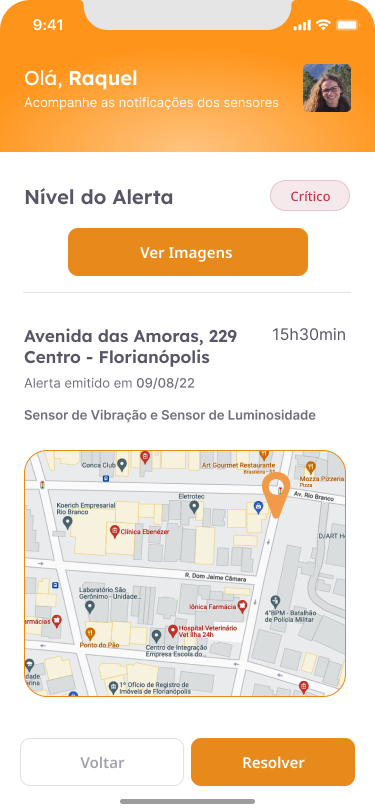 9:41
Olá, Raquel
Acompanhe as notificações dos sensores
Nível do Alerta
Crítico
Ver Imagens
Avenida das Amoras, 229
15h30min
Centro - Florianópolis
Alerta emitido em 09/08/22
Sensor de Vibração e Sensor de Luminosidade
Conca Club
Art Gourmet Restaurante
Brasileira · $$
Mozza Pizzeria
Pizza
Av. Rio Branco
Eletrotec
Koerich Empresarial
Rio Branco
Clínica Ebenézer
D/ART H
R. Dom Jaime Câmara
Laboratório São
Gerônimo - Unidade...
Iônica Farmácia
armácias
4°BPM - Batalhão
de Polícia Militar
Hospital Veterinário
Vet Ilha 24h
Ponto do Pão
Centro de Integração
Empresa Escola do...
1º Ofício de Registro de
Imóveis de Florianópolis
Voltar
Resolver